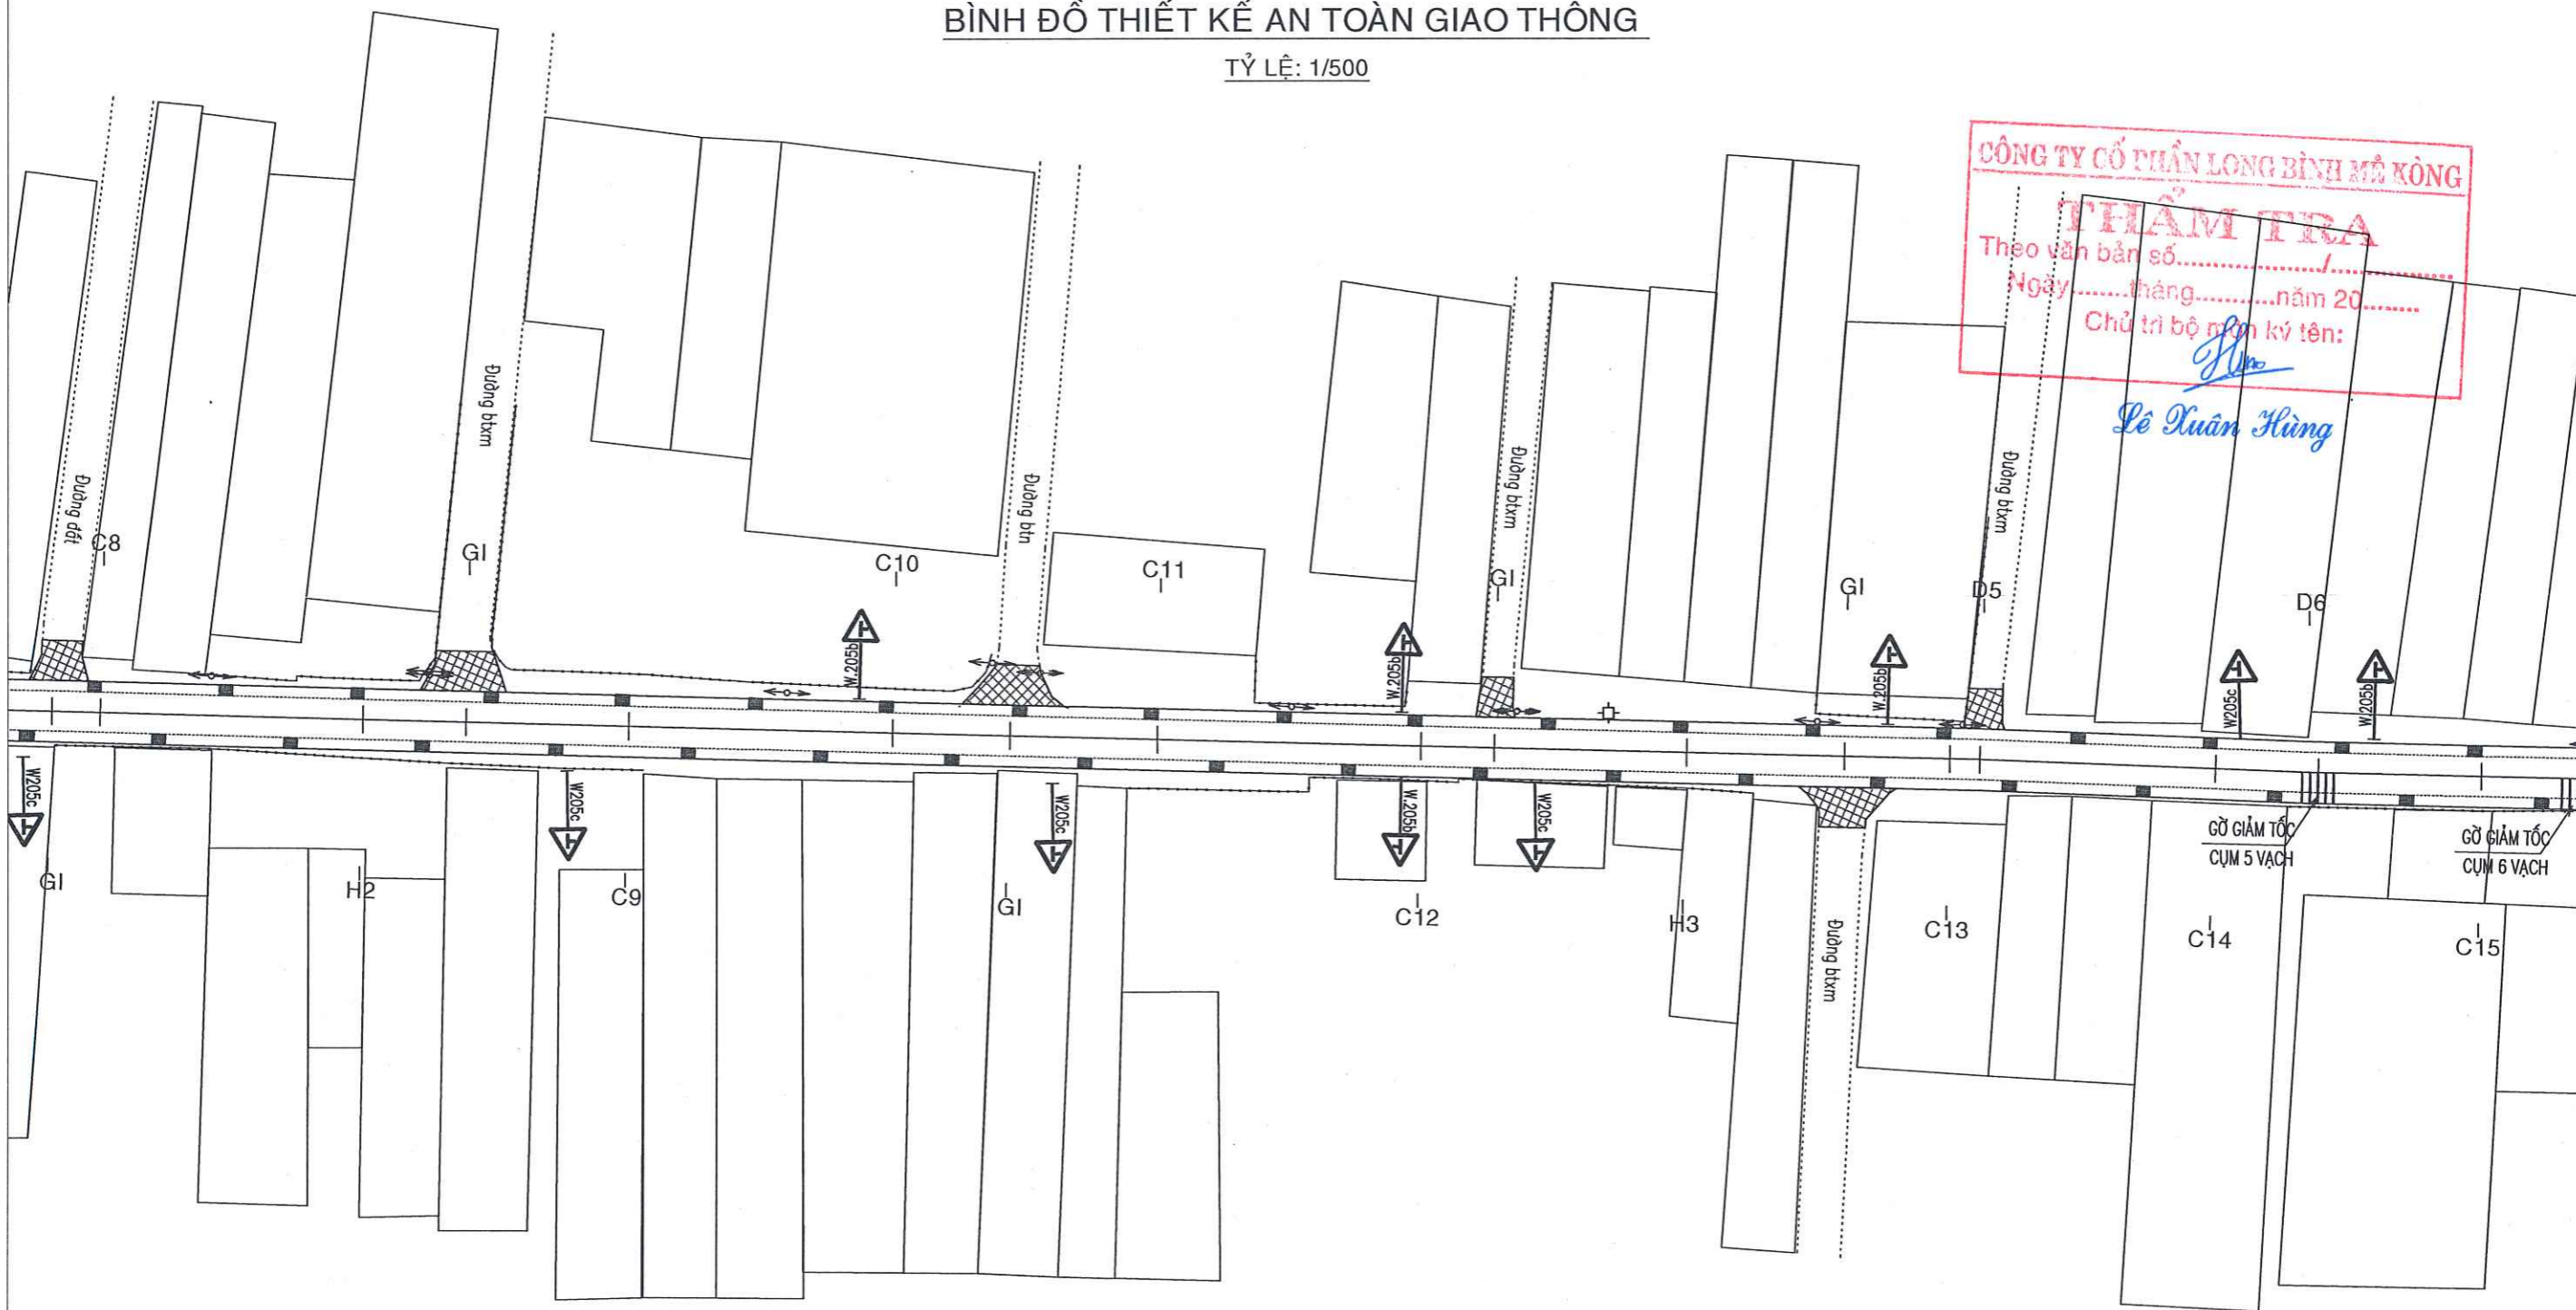 BÌNH ĐỒ THIẾT KẾ AN TOÀN GIAO THÔNG
TỶ LỆ: 1/500
CÔNG TY CỔ PHẦN LONG BÌNH MÊ KÔNG
THẨM TRA
Theo văn bản số....................../...................
Ngày.........tháng............năm 20.........
Chủ trì bộ môn ký tên:
Lê Xuân Hùng
Đường đất
Đường btxm
Đường btn
Đường btxm
Đường btxm
C8
GI
C10
C11
GI
GI
D5
D6
W.205b
W.205b
W.205b
W205c
W.205b
W205c
W205c
W205c
W.205b
W205c
GỜ GIẢM TỐC
CỤM 5 VẠCH
GỜ GIẢM TỐC
CỤM 6 VẠCH
GI
H2
C9
GI
C12
H3
Đường btxm
C13
C14
C15